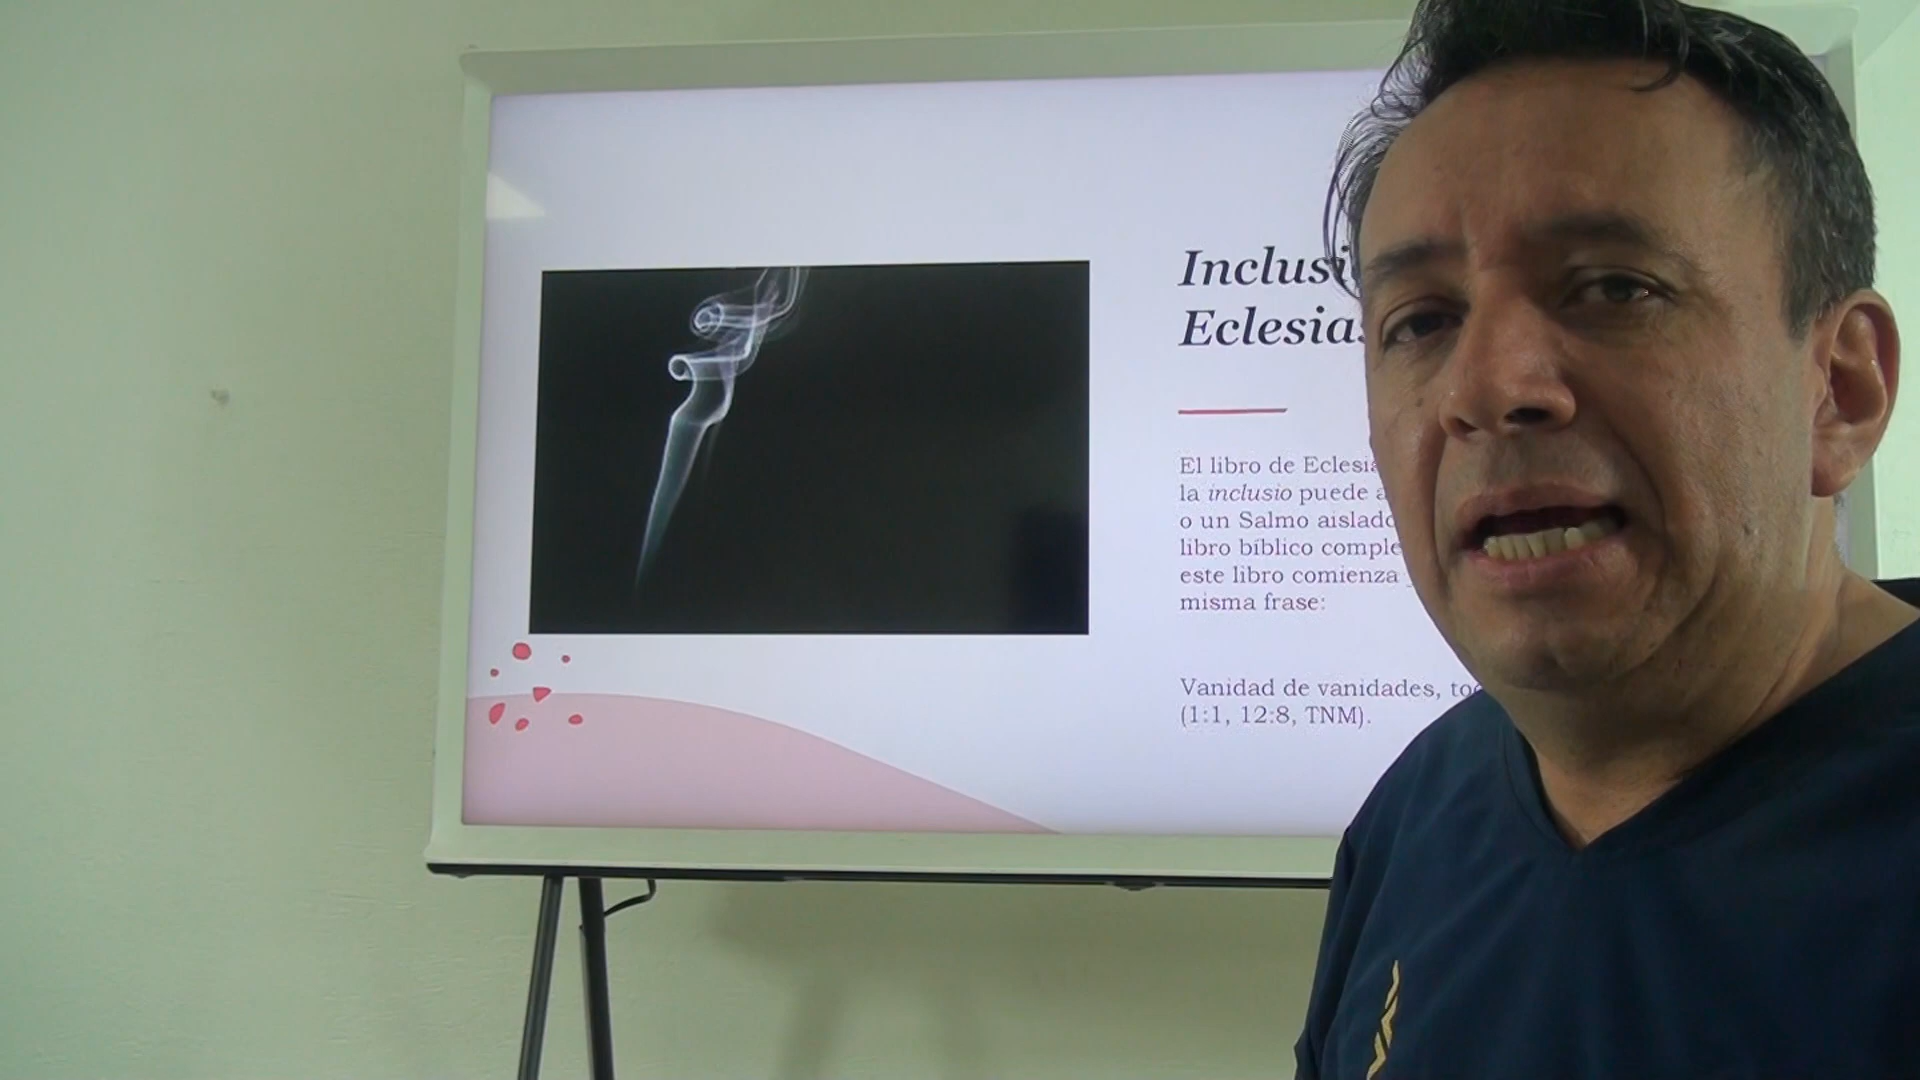 Inclusi
Eclesia
El libro de Eclesia
la inclusio puede a
o un Salmo aislado
libro bíblico comple
este libro comienza
misma frase:
Vanidad de vanidades, to
(1:1, 12:8, TNM).